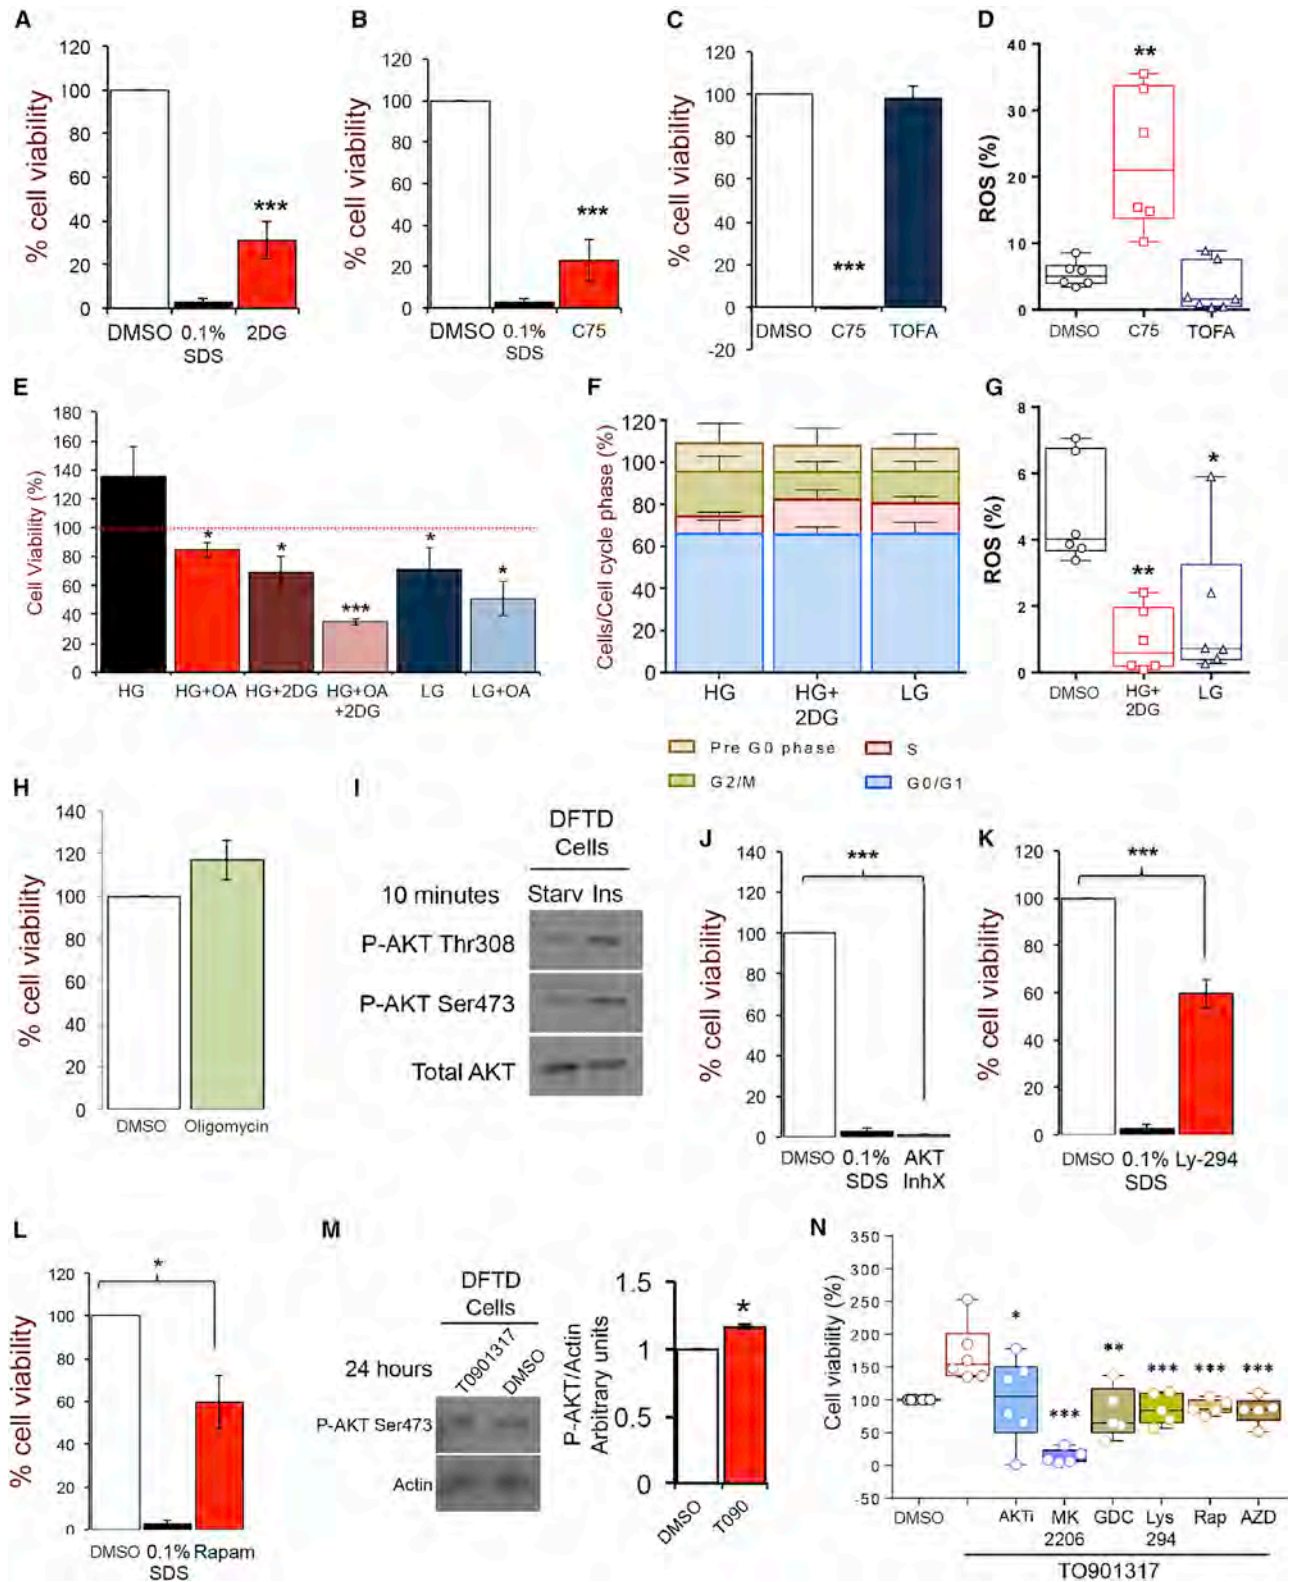 A
% cell viability
120
100
80
60
40
20
0
***
DMSO 0.1% SDS 2DG
B
% cell viability
120
100
80
60
40
20
0
***
DMSO 0.1% SDS C75
C
% cell viability
120
100
80
60
40
20
0
-20
***
DMSO C75 TOFA
D
ROS (%)
40
30
20
10
0
**
DMSO C75 TOFA
E
Cell Viability (%)
180
160
140
120
100
80
60
40
20
0
* * *** * *
HG HG+OA HG+2DG HG+OA +2DG LG LG+OA
F
Cells/Cell cycle phase (%)
120
100
80
60
40
20
0
HG HG+ 2DG LG
Pre G0 phase S
G2/M G0/G1
G
ROS (%)
8
6
4
2
0
** *
DMSO HG+ 2DG LG
H
% cell viability
140
120
100
80
60
40
20
0
DMSO Oligomycin
I
DFTD
Cells
10 minutes Starv Ins
P-AKT Thr308
P-AKT Ser473
Total AKT
J
% cell viability
140
120
100
80
60
40
20
0
***
DMSO 0.1% SDS AKT InhX
K
% cell viability
120
100
80
60
40
20
0
***
DMSO 0.1% SDS Ly-294
L
% cell viability
120
100
80
60
40
20
0
*
DMSO 0.1% SDS Rapam
M
DFTD
Cells
24 hours T0901317 DMSO
P-AKT Ser473
Actin
P-AKT/Actin
Arbitrary units
1.5
1
0.5
0
*
DMSO T090
N
Cell viability (%)
350
300
250
200
150
100
50
0
-50
* *** ** *** *** ***
DMSO AKTi MK 2206 GDC Lys 294 Rap AZD
TO901317